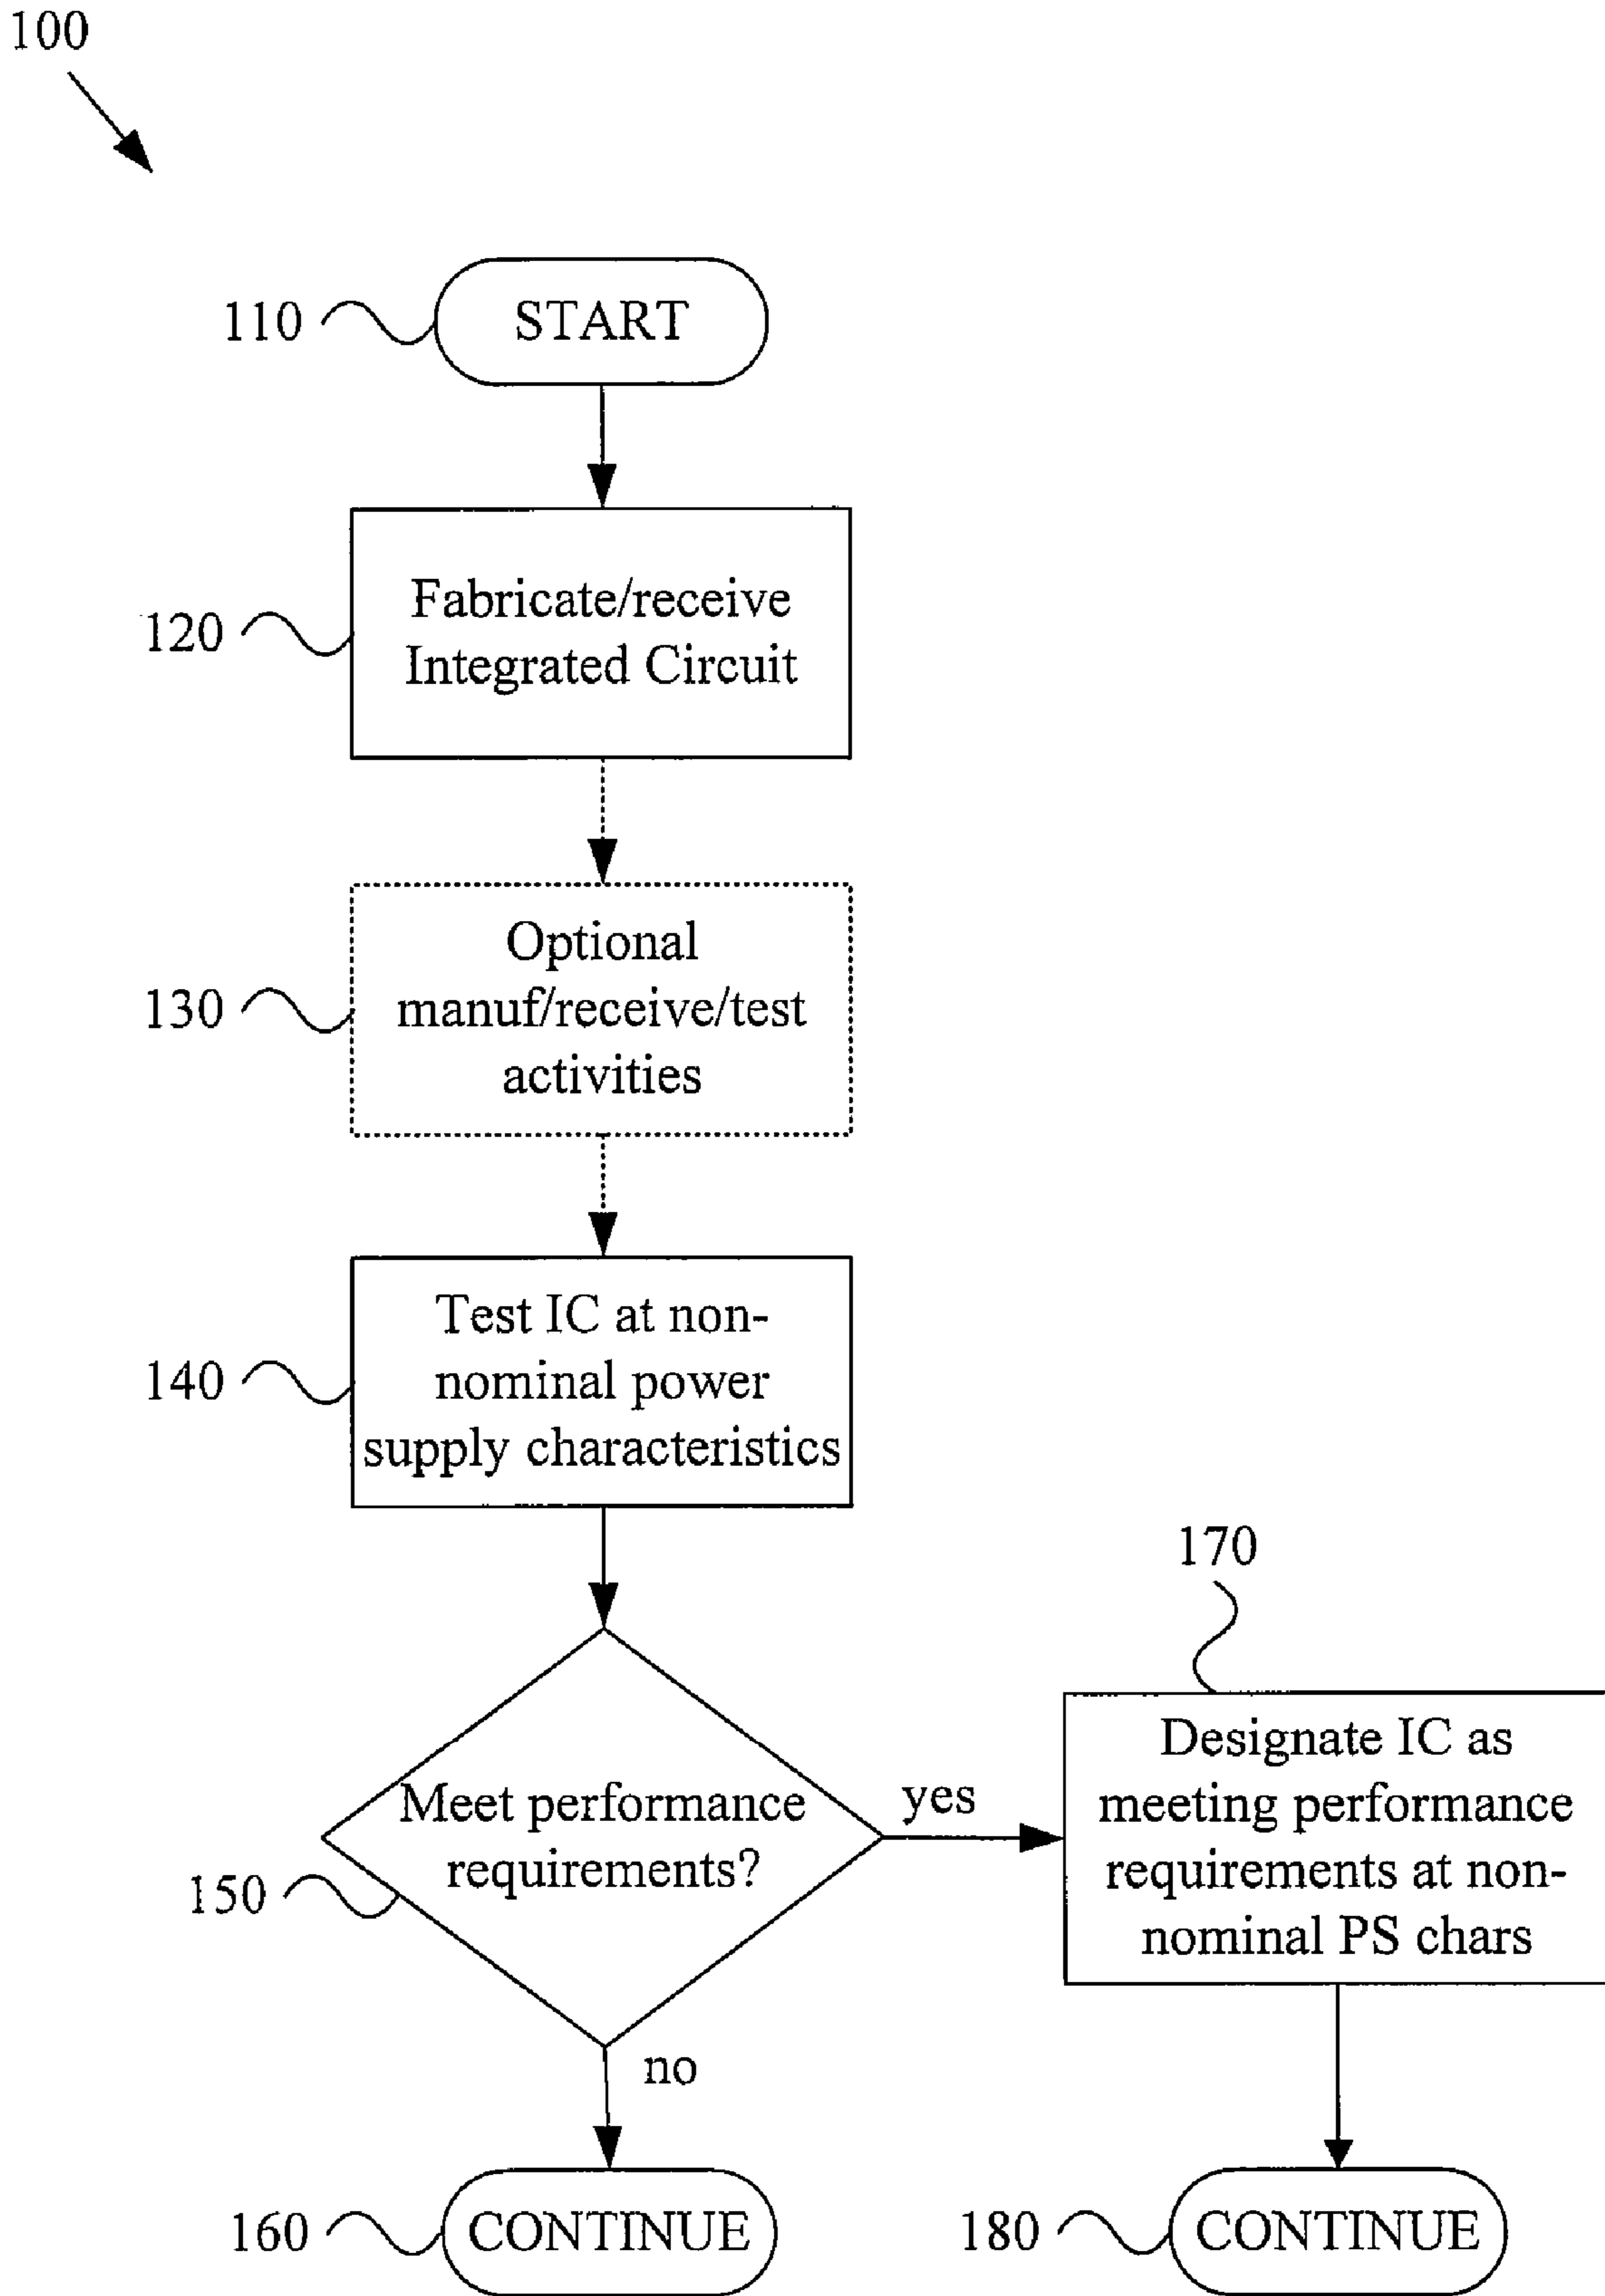 100
110
START
120
Fabricate/receive
Integrated Circuit
130
Optional
manuf/receive/test
activities
140
Test IC at non-
nominal power
supply characteristics
150
Meet performance
requirements?
yes
no
170
Designate IC as
meeting performance
requirements at non-
nominal PS chars
160
CONTINUE
180
CONTINUE